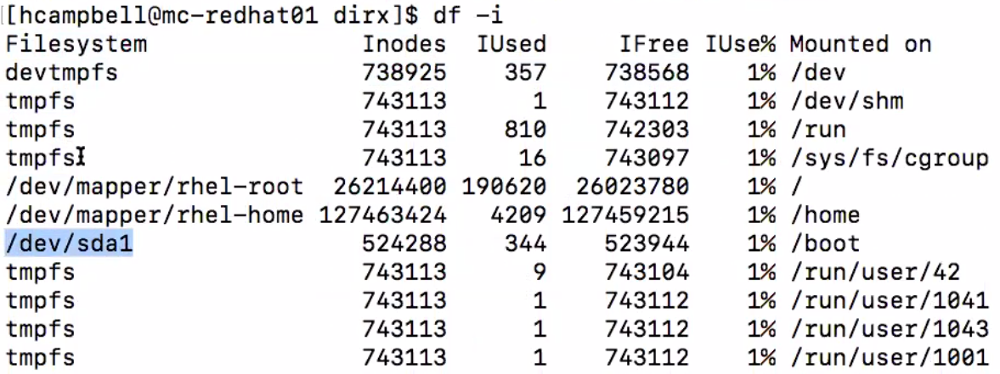 [[hcampbell@mc-redhat01 dirx]$ df -i
Filesystem                Inodes  IUsed     IFree IUse% Mounted on
devtmpfs                  738925    357    738568    1% /dev
tmpfs                     743113      1    743112    1% /dev/shm
tmpfs                     743113    810    742303    1% /run
tmpfs                     743113     16    743097    1% /sys/fs/cgroup
/dev/mapper/rhel-root   26214400 190620  26023780    1% /
/dev/mapper/rhel-home  127463424   4209 127459215    1% /home
/dev/sda1                 524288    344    523944    1% /boot
tmpfs                     743113      9    743104    1% /run/user/42
tmpfs                     743113      1    743112    1% /run/user/1041
tmpfs                     743113      1    743112    1% /run/user/1043
tmpfs                     743113      1    743112    1% /run/user/1001